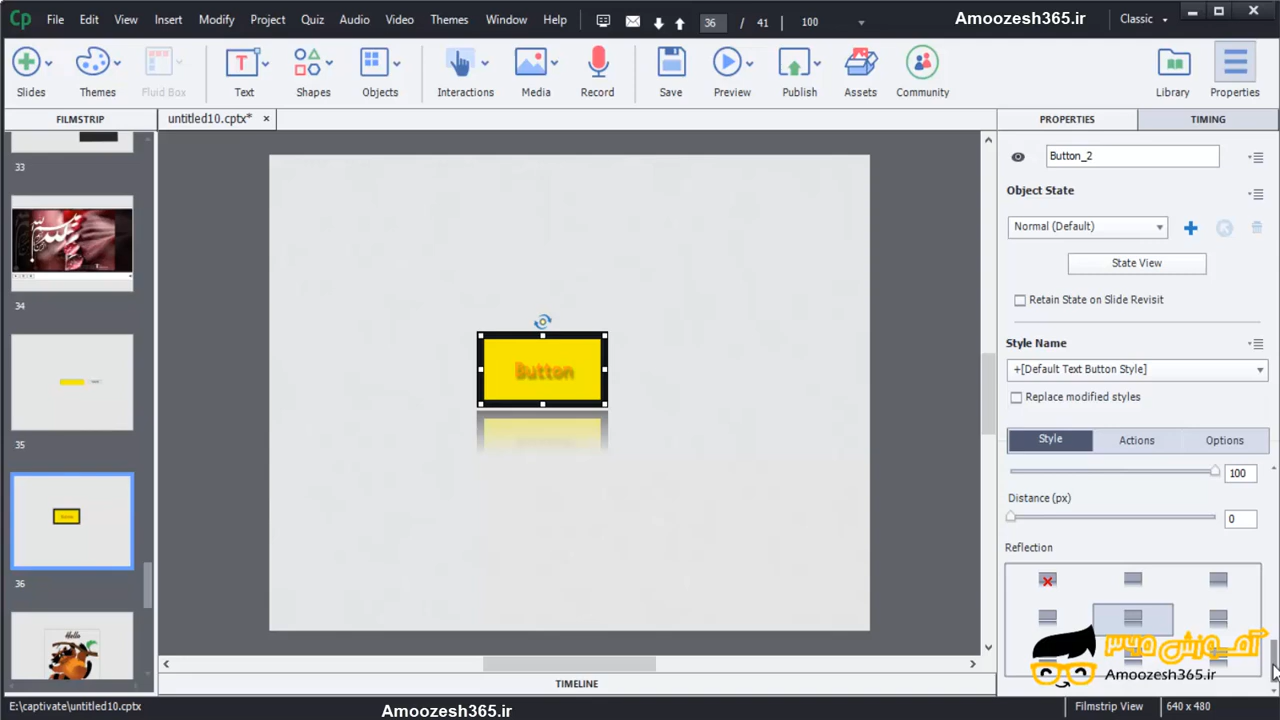 Cp File Edit View Insert Modify Project Quiz Audio Video Themes Window Help 36 / 41 100 Amoozesh365.ir Classic
Slides Themes Fluid Box Text Shapes Objects Interactions Media Record Save Preview Publish Assets Community Library Properties
FILMSTRIP untitled10.cptx* × PROPERTIES TIMING
Button_2
Object State
Normal (Default)
State View
Retain State on Slide Revisit
Style Name
+[Default Text Button Style]
Replace modified styles
Style Actions Options
100
Distance (px)
0
Reflection
33
34
35
36
Hello
Button
آموزش ۳۶۵
Amoozesh365.ir
TIMELINE
E:\captivate\untitled10.cptx Amoozesh365.ir Filmstrip View 640 x 480